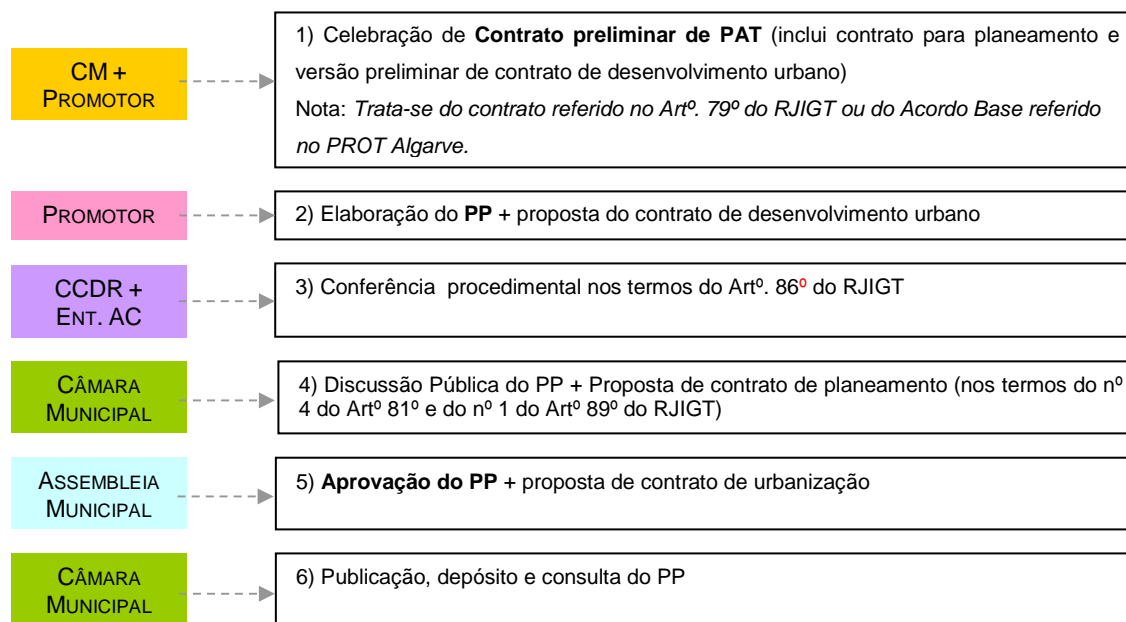 CM +
PROMOTOR
1) Celebração de Contrato preliminar de PAT (inclui contrato para planeamento e
versão preliminar de contrato de desenvolvimento urbano)
Nota: Trata-se do contrato referido no Artº. 79º do RJIGT ou do Acordo Base referido
no PROT Algarve.
PROMOTOR
2) Elaboração do PP + proposta do contrato de desenvolvimento urbano
CCDR +
ENT. AC
3) Conferência procedimental nos termos do Artº. 86º do RJIGT
CÂMARA
MUNICIPAL
4) Discussão Pública do PP + Proposta de contrato de planeamento (nos termos do nº
4 do Artº 81º e do nº 1 do Artº 89º do RJIGT)
ASSEMBLEIA
MUNICIPAL
5) Aprovação do PP + proposta de contrato de urbanização
CÂMARA
MUNICIPAL
6) Publicação, depósito e consulta do PP